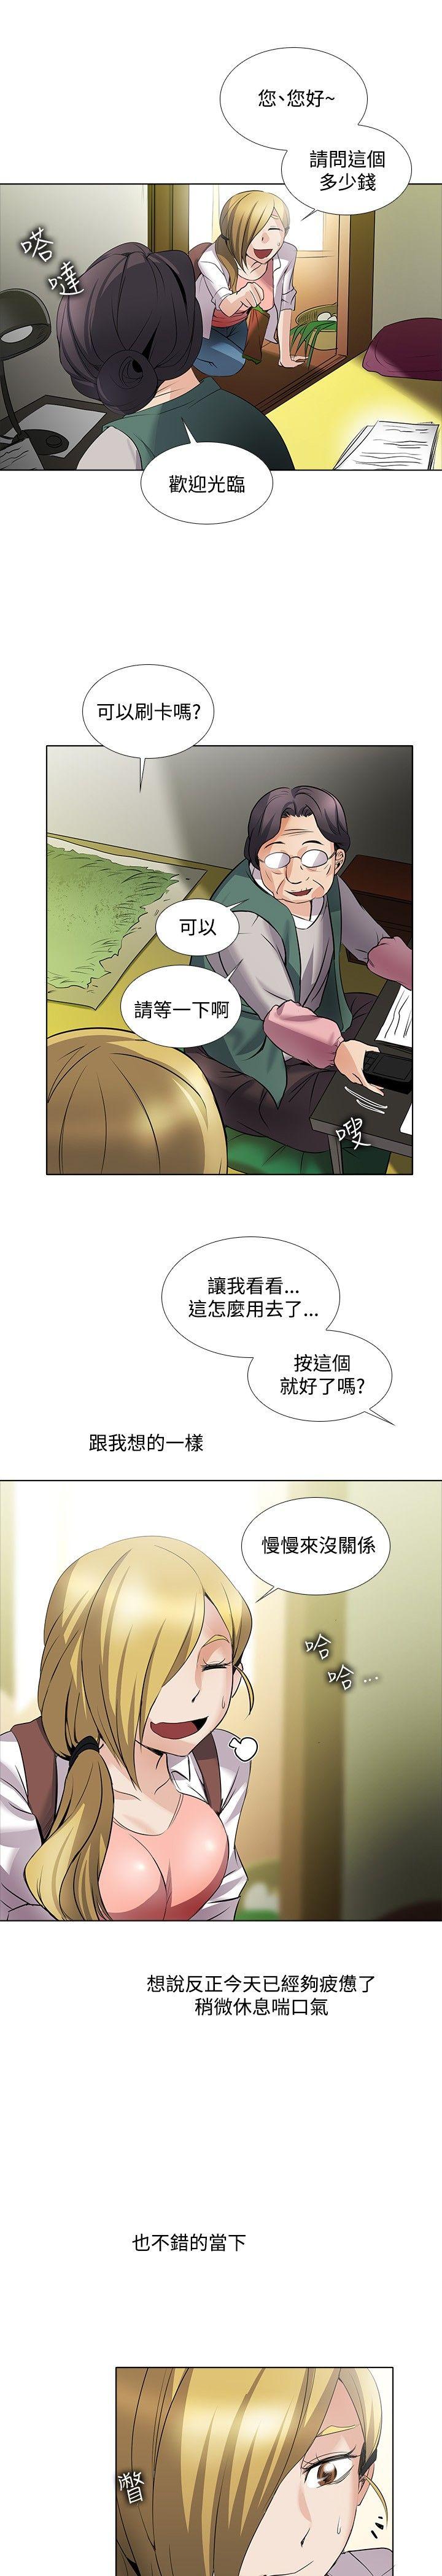 您、您好~
請問這個
多少錢
嗒
噠
歡迎光臨
可以刷卡嗎?
可以
請等一下啊
嗖
讓我看看...
這怎麼用去了...
按這個
就好了嗎?
跟我想的一樣
慢慢來沒關係
哈
哈...
想說反正今天已經夠疲憊了
稍微休息喘口氣
也不錯的當下
瞥